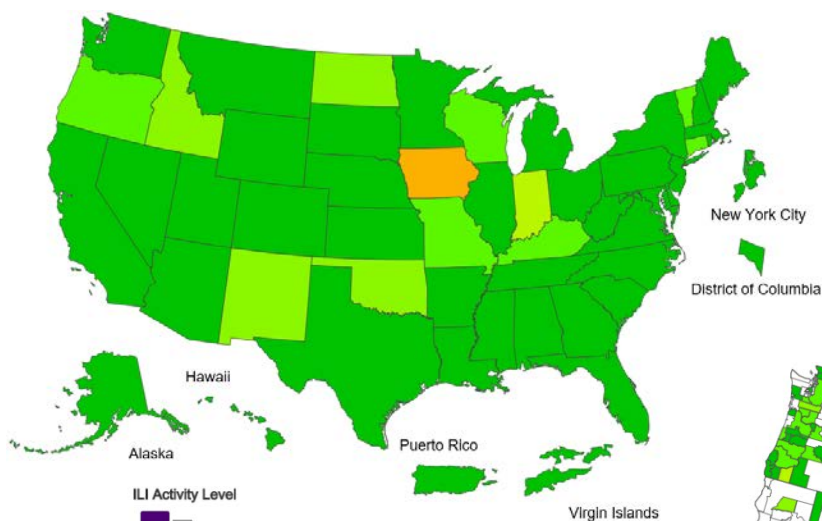 New York City
District of Columbia
Hawaii
Alaska
Puerto Rico
ILI Activity Level
Virgin Islands